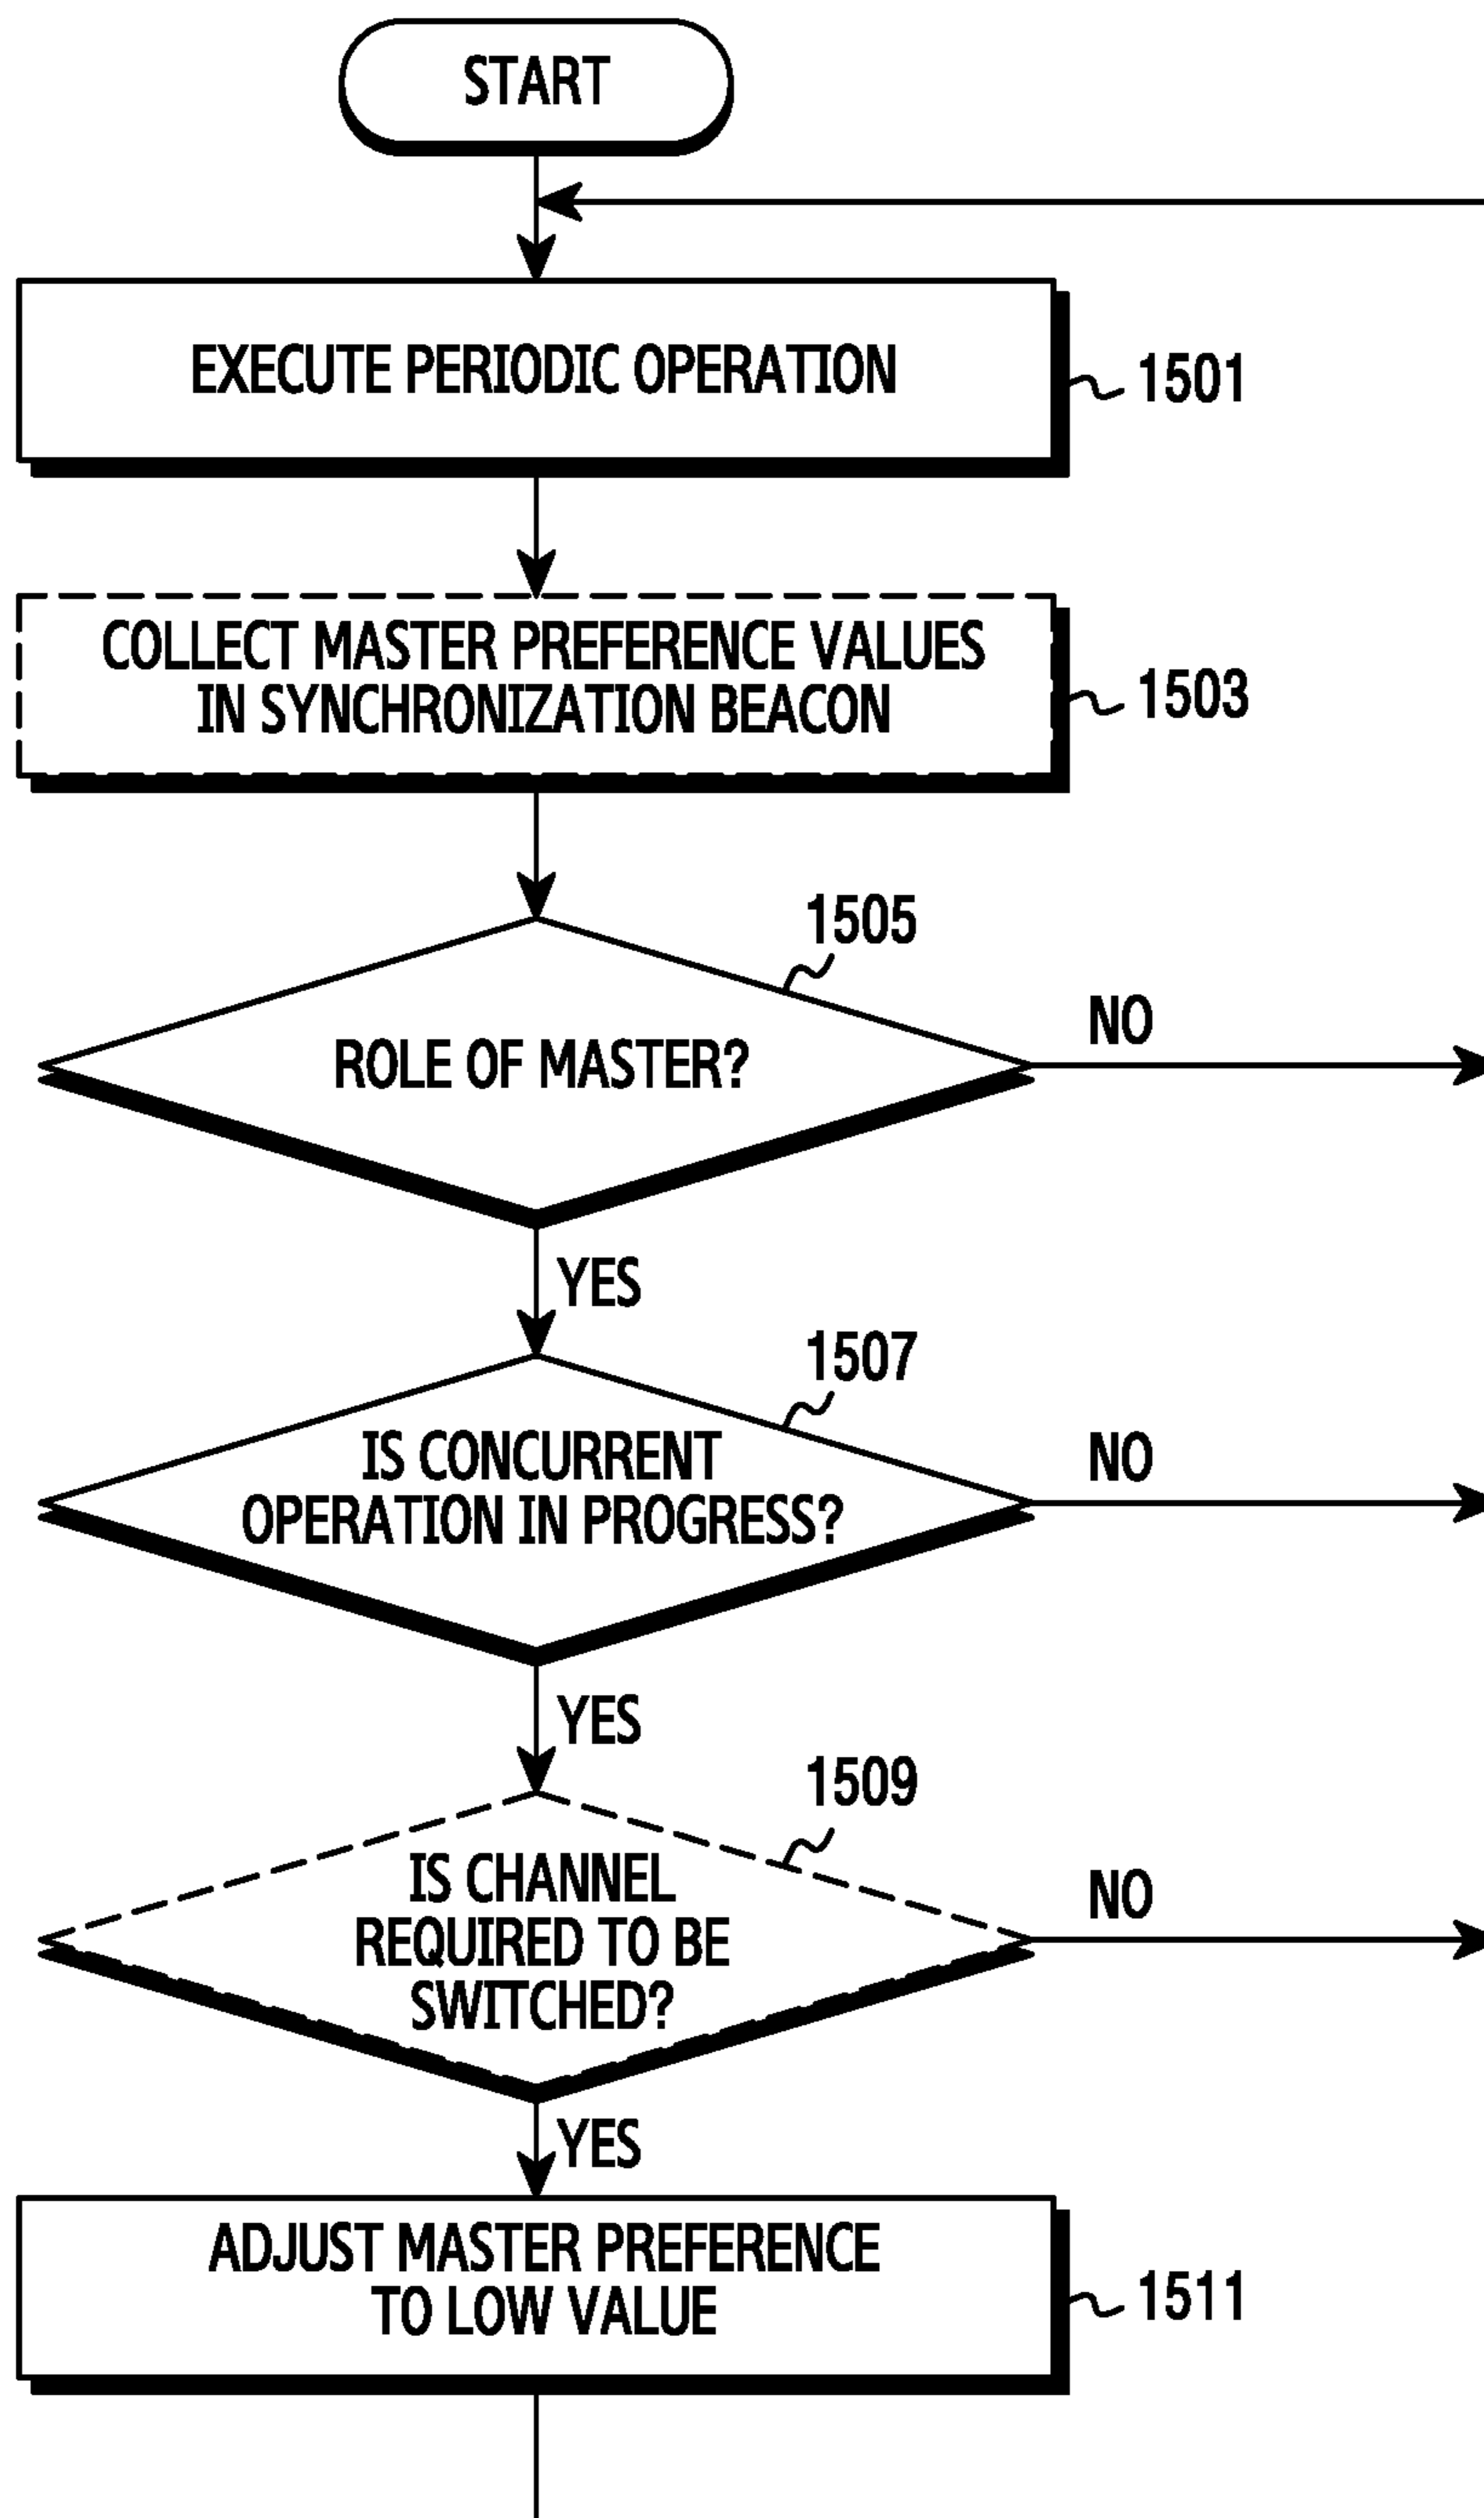 START
EXECUTE PERIODIC OPERATION
1501
COLLECT MASTER PREFERENCE VALUES
IN SYNCHRONIZATION BEACON
1503
1505
ROLE OF MASTER?
NO
YES
1507
IS CONCURRENT
OPERATION IN PROGRESS?
NO
YES
1509
IS CHANNEL
REQUIRED TO BE
SWITCHED?
NO
YES
ADJUST MASTER PREFERENCE
TO LOW VALUE
1511